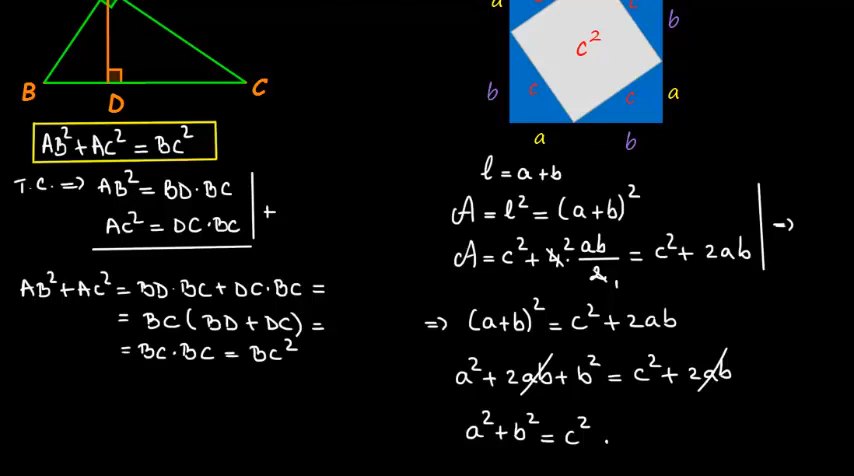 B
D
C
AB² + AC² = BC²
T.C. => AB² = BD·BC
AC² = DC·BC
+
AB² + AC² = BD·BC + DC·BC =
= BC (BD + DC) =
= BC·BC = BC²
a
b
c²
b
c
c
a
a
b
l = a+b
A = l² = (a+b)²
A = c² + 4²·ab/2₁ = c² + 2ab
=>
=> (a+b)² = c² + 2ab
a² + 2ab + b² = c² + 2ab
a² + b² = c².